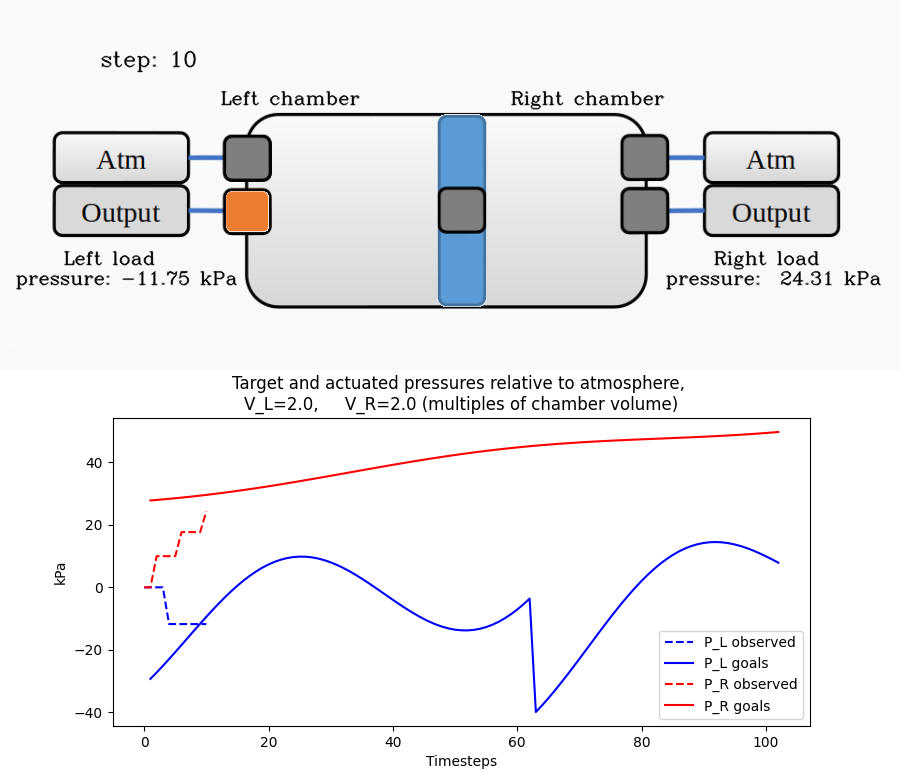 step: 10
Left chamber
Right chamber
Atm
Atm
Output
Output
Left load
pressure: −11.75 kPa
Right load
pressure:  24.31 kPa
Target and actuated pressures relative to atmosphere,
V_L=2.0,     V_R=2.0 (multiples of chamber volume)
40
20
0
−20
−40
kPa
P_L observed
P_L goals
P_R observed
P_R goals
0 20 40 60 80 100
Timesteps